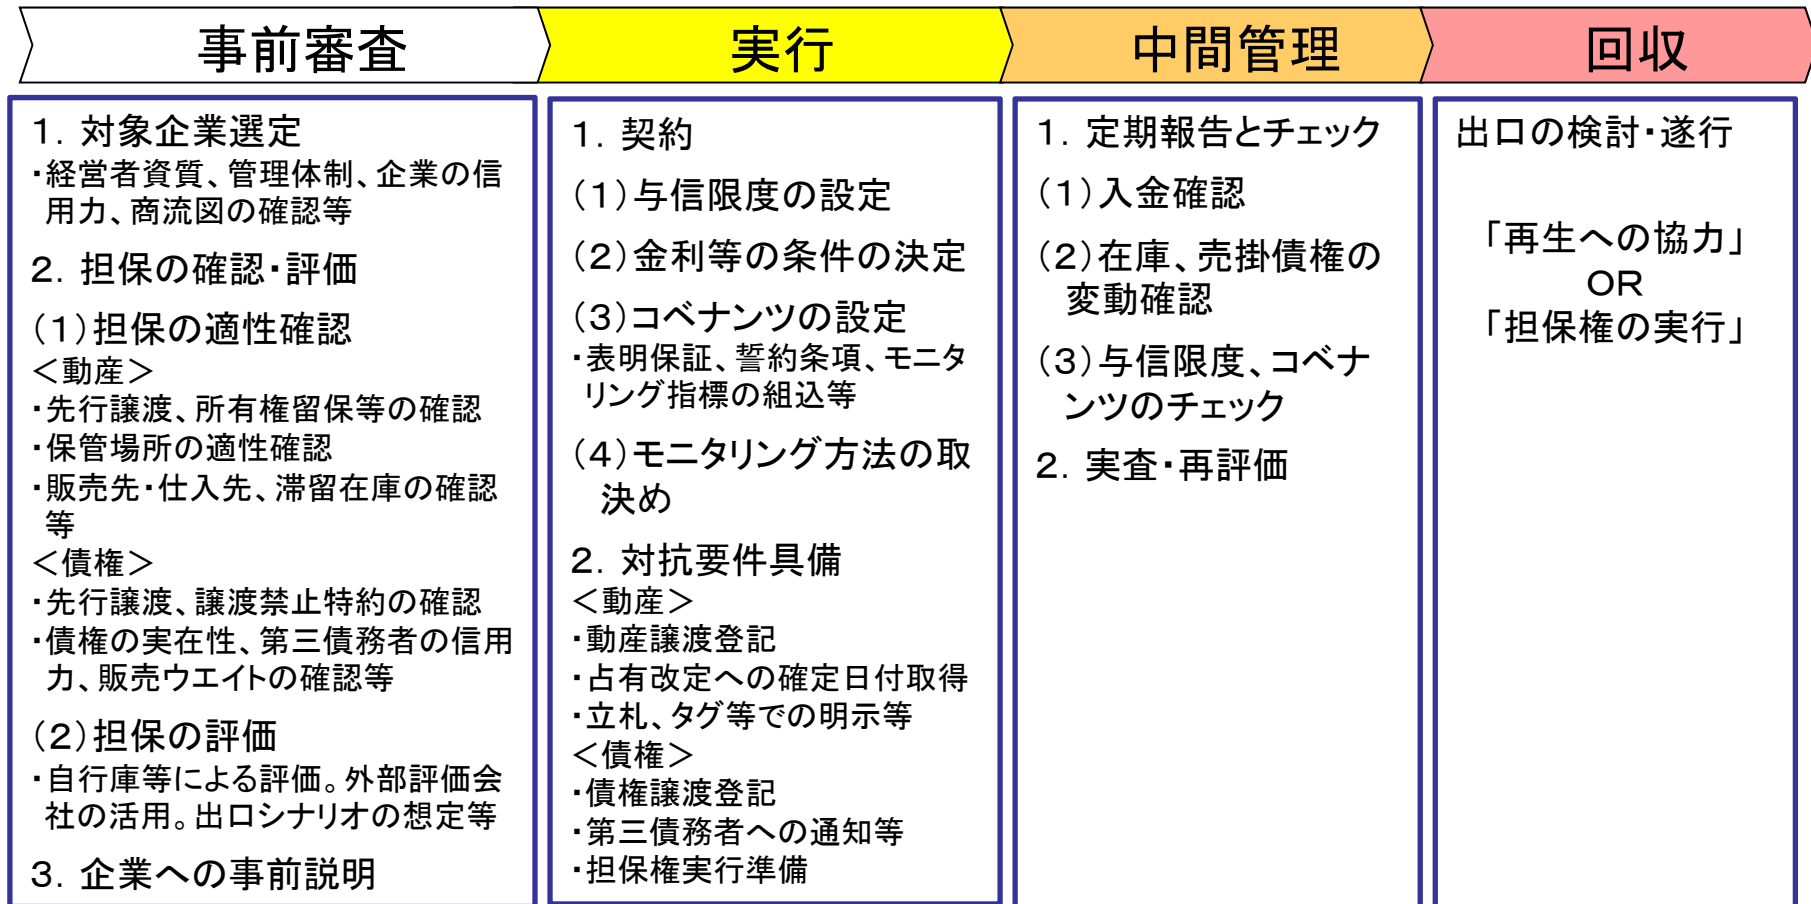 事前審査
実行
中間管理
回収
1．対象企業選定
・経営者資質、管理体制、企業の信
用力、商流図の確認等
2．担保の確認・評価
（1）担保の適性確認
＜動産＞
・先行譲渡、所有権留保等の確認
・保管場所の適性確認
・販売先・仕入先、滞留在庫の確認
等
＜債権＞
・先行譲渡、譲渡禁止特約の確認
・債権の実在性、第三債務者の信用
力、販売ウエイトの確認等
（2）担保の評価
・自行庫等による評価。外部評価会
社の活用。出口シナリオの想定等
3．企業への事前説明
1．契約
（1）与信限度の設定
（2）金利等の条件の決定
（3）コベナンツの設定
・表明保証、誓約条項、モニタ
リング指標の組込等
（4）モニタリング方法の取
決め
2．対抗要件具備
＜動産＞
・動産譲渡登記
・占有改定への確定日付取得
・立札、タグ等での明示等
＜債権＞
・債権譲渡登記
・第三債務者への通知等
・担保権実行準備
1．定期報告とチェック
（1）入金確認
（2）在庫、売掛債権の
変動確認
（3）与信限度、コベナ
ンツのチェック
2．実査・再評価
出口の検討・遂行
「再生への協力」
OR
「担保権の実行」